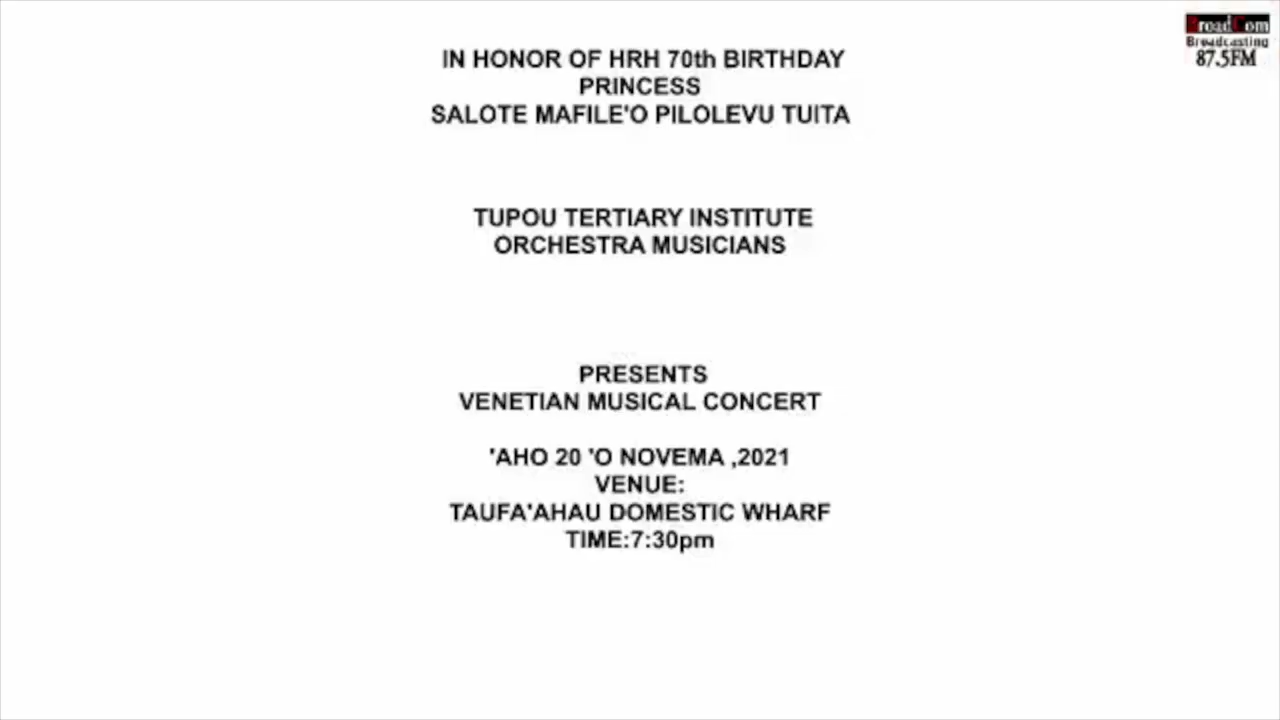 BroadCom
Broadcasting
87.5FM
IN HONOR OF HRH 70th BIRTHDAY
PRINCESS
SALOTE MAFILE'O PILOLEVU TUITA
TUPOU TERTIARY INSTITUTE
ORCHESTRA MUSICIANS
PRESENTS
VENETIAN MUSICAL CONCERT
'AHO 20 'O NOVEMA ,2021
VENUE:
TAUFA'AHAU DOMESTIC WHARF
TIME:7:30pm